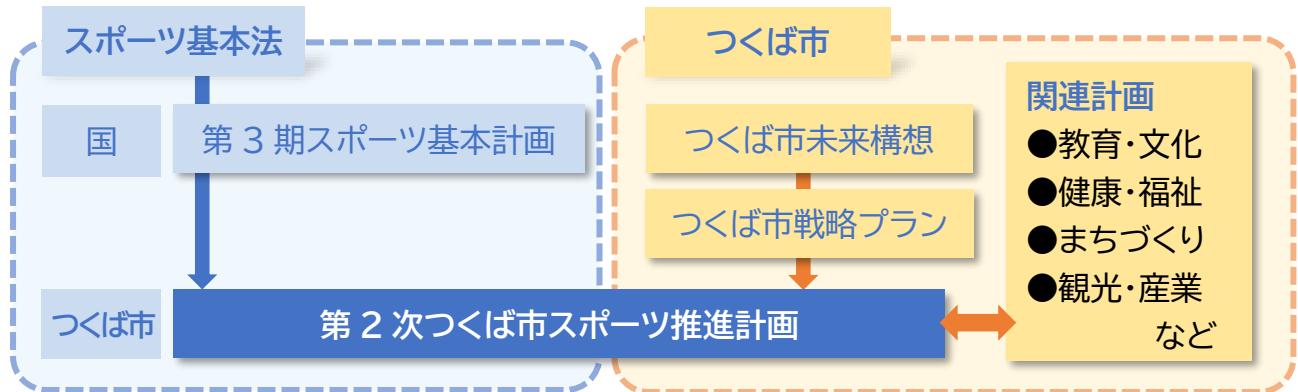 スポーツ基本法
国
第3期スポーツ基本計画
つくば市
第2次つくば市スポーツ推進計画
つくば市
つくば市未来構想
つくば市戦略プラン
関連計画
●教育・文化
●健康・福祉
●まちづくり
●観光・産業
など